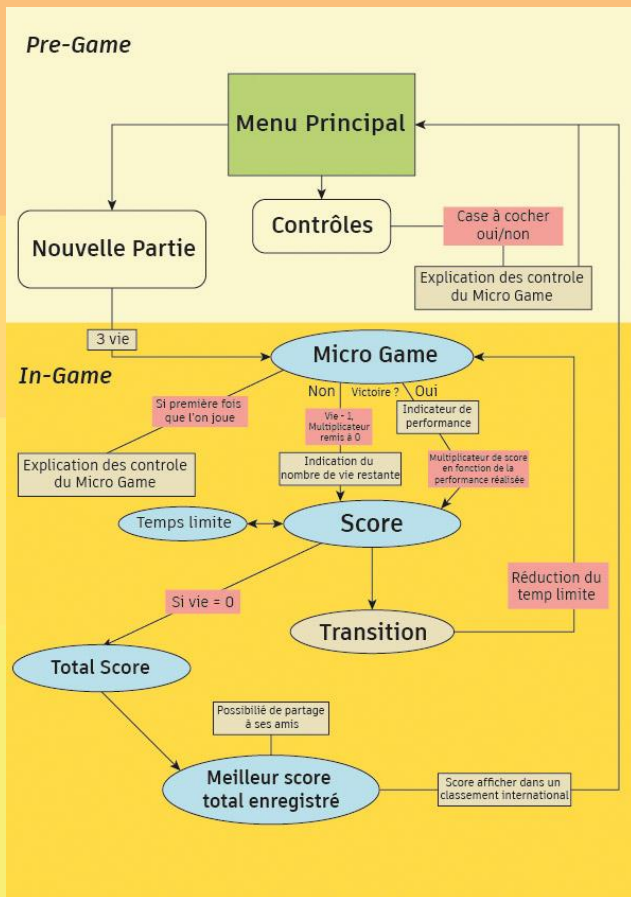 Pre-Game
Menu Principal
Nouvelle Partie
Contrôles
Case à cocher
oui/non
Explication des controle
du Micro Game
3 vie
In-Game
Micro Game
Non
Victoire ?
Oui
Si première fois
que l'on joue
Vie - 1,
Multiplicateur
remis à 0
Indicateur de
performance
Explication des controle
du Micro Game
Indication du
nombre de vie restante
Multiplicateur de score
en fonction de la
performance réalisée
Temps limite
Score
Réduction du
temp limite
Si vie = 0
Transition
Total Score
Possibilié de partage
à ses amis
Meilleur score
total enregistré
Score afficher dans un
classement international